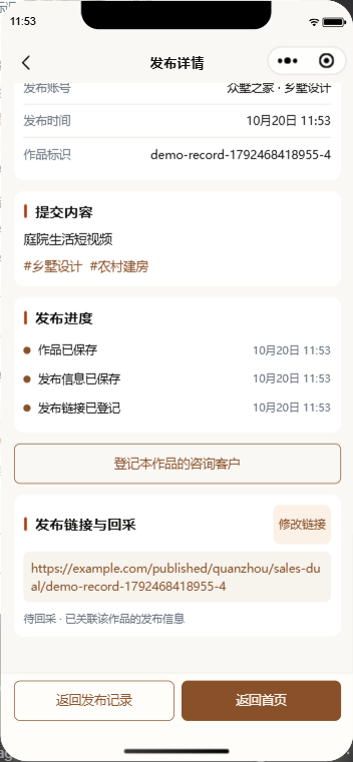 11:53
发布详情
发布账号 众墅之家 · 乡墅设计
发布时间 10月20日 11:53
作品标识 demo-record-1792468418955-4
提交内容
庭院生活短视频
#乡墅设计 #农村建房
发布进度
作品已保存 10月20日 11:53
发布信息已保存 10月20日 11:53
发布链接已登记 10月20日 11:53
登记本作品的咨询客户
发布链接与回采 修改链接
https://example.com/published/quanzhou/sales-du
al/demo-record-1792468418955-4
待回采 · 已关联该作品的发布信息
返回发布记录 返回首页